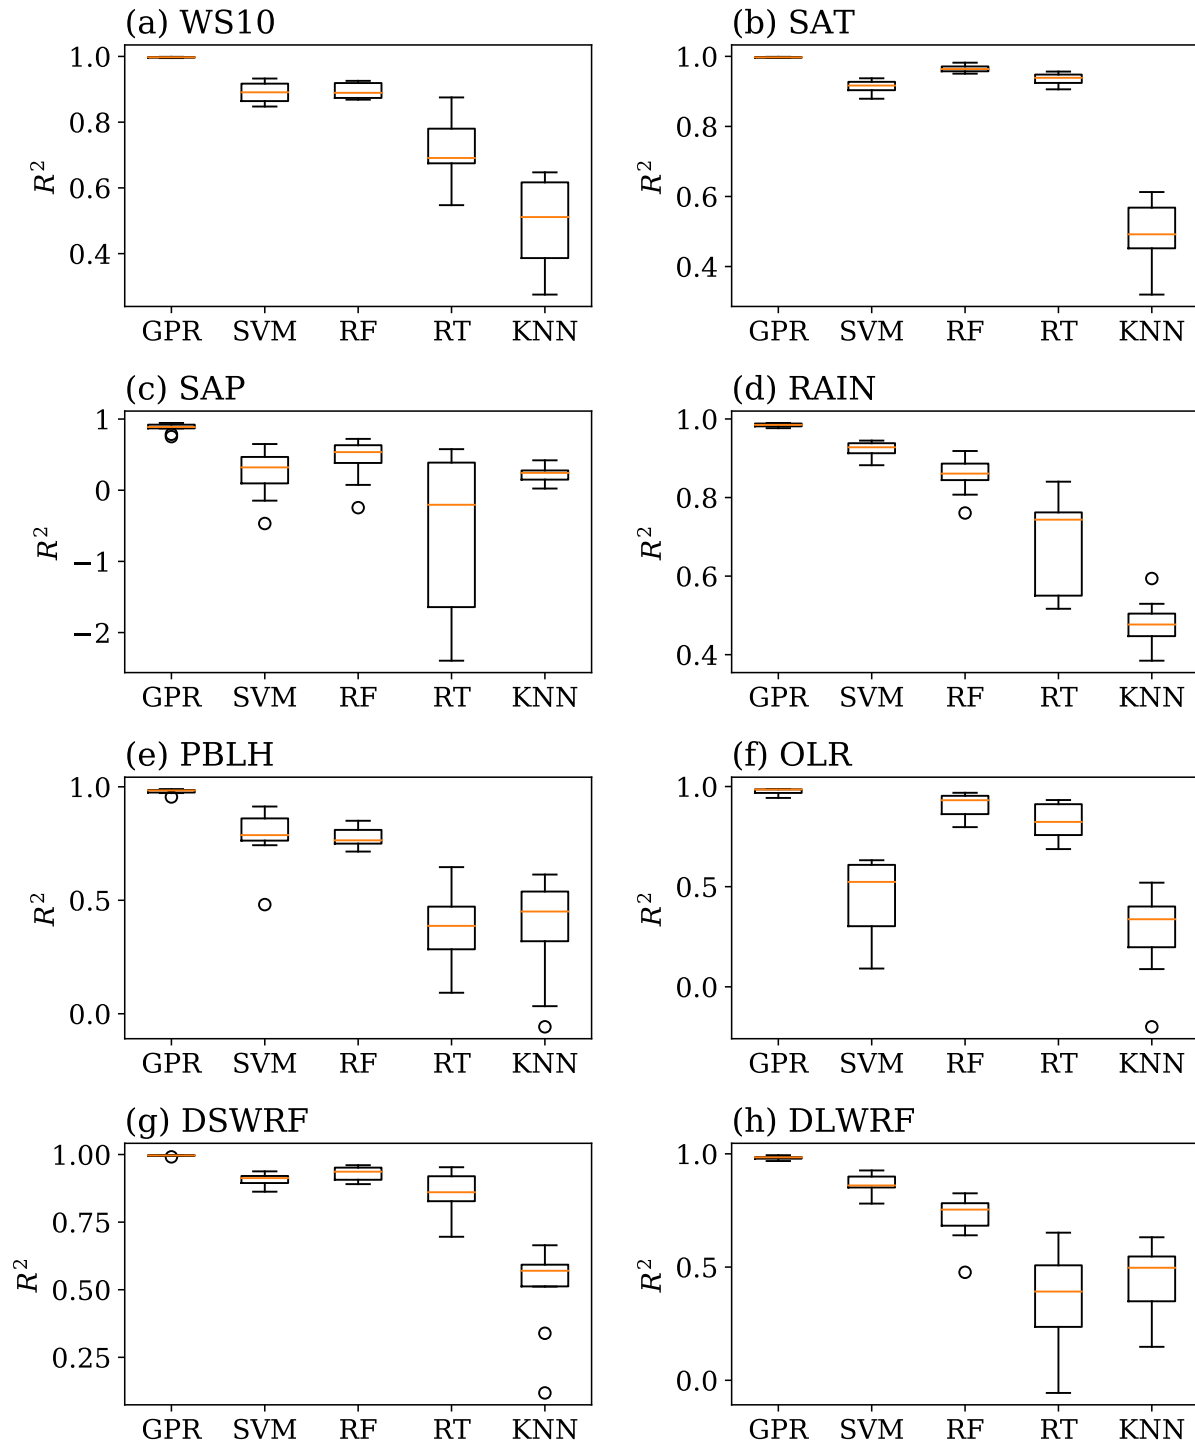 (a) WS10
R²
1.0
0.8
0.6
0.4
GPR SVM RF RT KNN
(b) SAT
R²
1.0
0.8
0.6
0.4
GPR SVM RF RT KNN
(c) SAP
R²
1
0
−1
−2
GPR SVM RF RT KNN
(d) RAIN
R²
1.0
0.8
0.6
0.4
GPR SVM RF RT KNN
(e) PBLH
R²
1.0
0.5
0.0
GPR SVM RF RT KNN
(f) OLR
R²
1.0
0.5
0.0
GPR SVM RF RT KNN
(g) DSWRF
R²
1.00
0.75
0.50
0.25
GPR SVM RF RT KNN
(h) DLWRF
R²
1.0
0.5
0.0
GPR SVM RF RT KNN